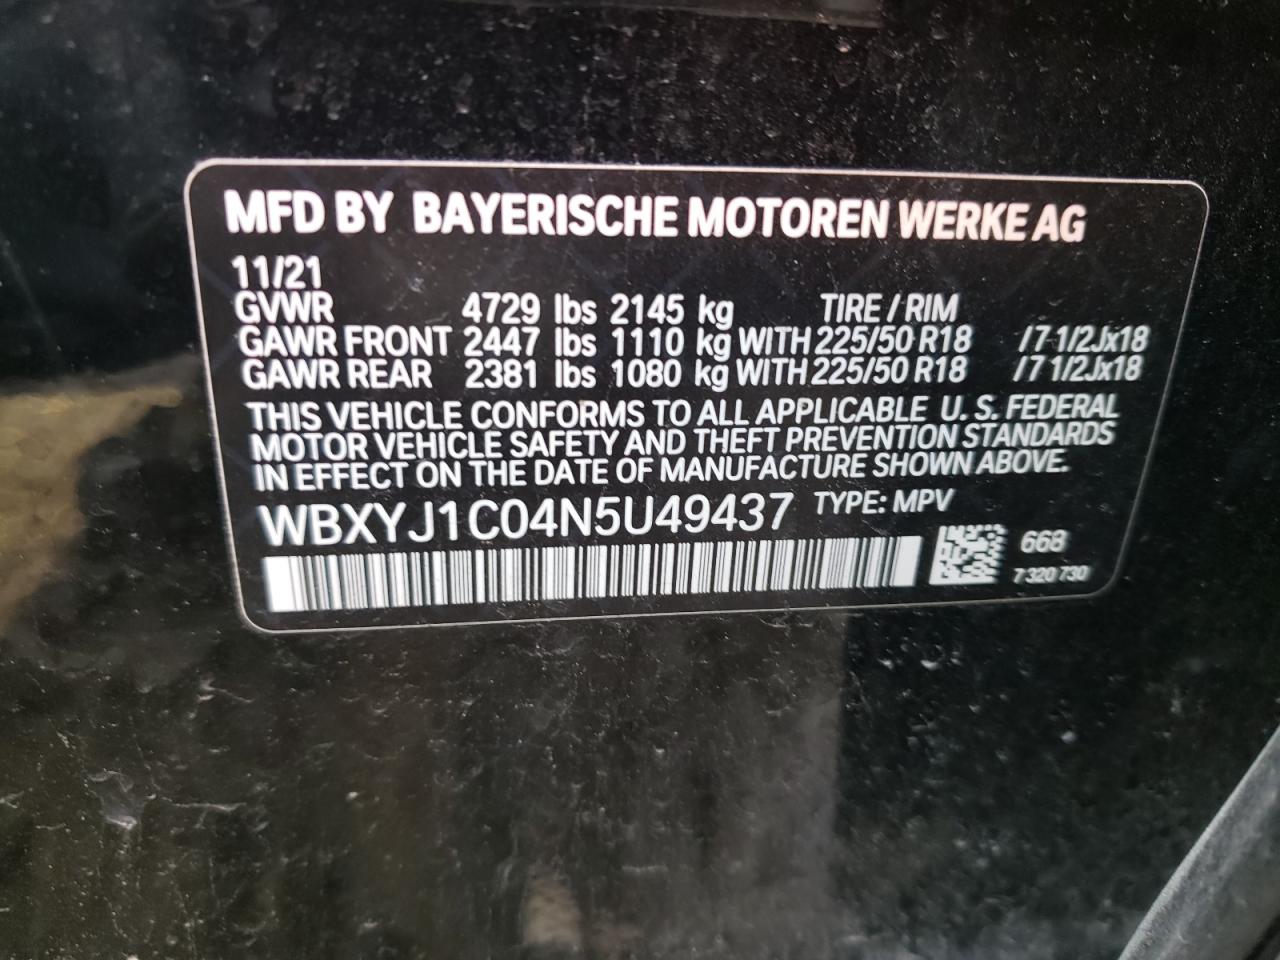 MFD BY BAYERISCHE MOTOREN WERKE AG
11/21
GVWR 4729 lbs 2145 kg TIRE / RIM
GAWR FRONT 2447 lbs 1110 kg WITH 225/50 R18 /7 1/2Jx18
GAWR REAR 2381 lbs 1080 kg WITH 225/50 R18 /7 1/2Jx18
THIS VEHICLE CONFORMS TO ALL APPLICABLE U. S. FEDERAL
MOTOR VEHICLE SAFETY AND THEFT PREVENTION STANDARDS
IN EFFECT ON THE DATE OF MANUFACTURE SHOWN ABOVE.
WBXYJ1C04N5U49437 TYPE: MPV
668
7 320 730